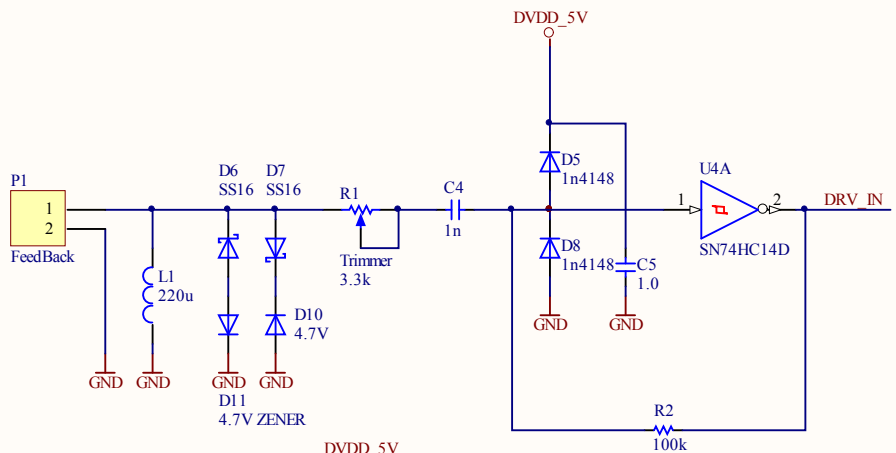 DVDD_5V
P1
1
2
FeedBack
L1
220u
GND
GND
D6
SS16
D7
SS16
D10
4.7V
GND
GND
D11
4.7V ZENER
R1
Trimmer
3.3k
C4
1n
D5
1n4148
D8
1n4148
C5
1.0
GND
GND
U4A
1
2
SN74HC14D
DRV_IN
R2
100k
DVDD_5V